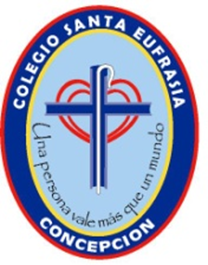 COLEGIO SANTA EUFRASIA
Una persona vale más que un mundo
CONCEPCION